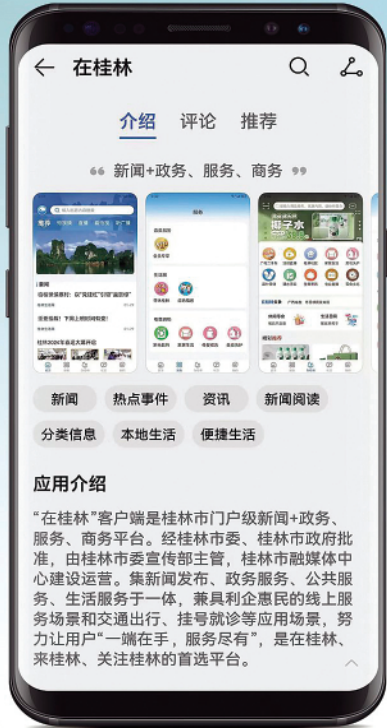 在桂林
介绍 评论 推荐
“ 新闻+政务、服务、商务 ”
推荐
服务
椰子水
新闻 热点事件 资讯 新闻阅读
分类信息 本地生活 便捷生活
应用介绍
“在桂林”客户端是桂林市门户级新闻+政务、
服务、商务平台。经桂林市委、桂林市政府批
准，由桂林市委宣传部主管，桂林市融媒体中
心建设运营。集新闻发布、政务服务、公共服
务、生活服务于一体，兼具利企惠民的线上服
务场景和交通出行、挂号就诊等应用场景，努
力让用户“一端在手，服务尽有”，是在桂林、
来桂林、关注桂林的首选平台。